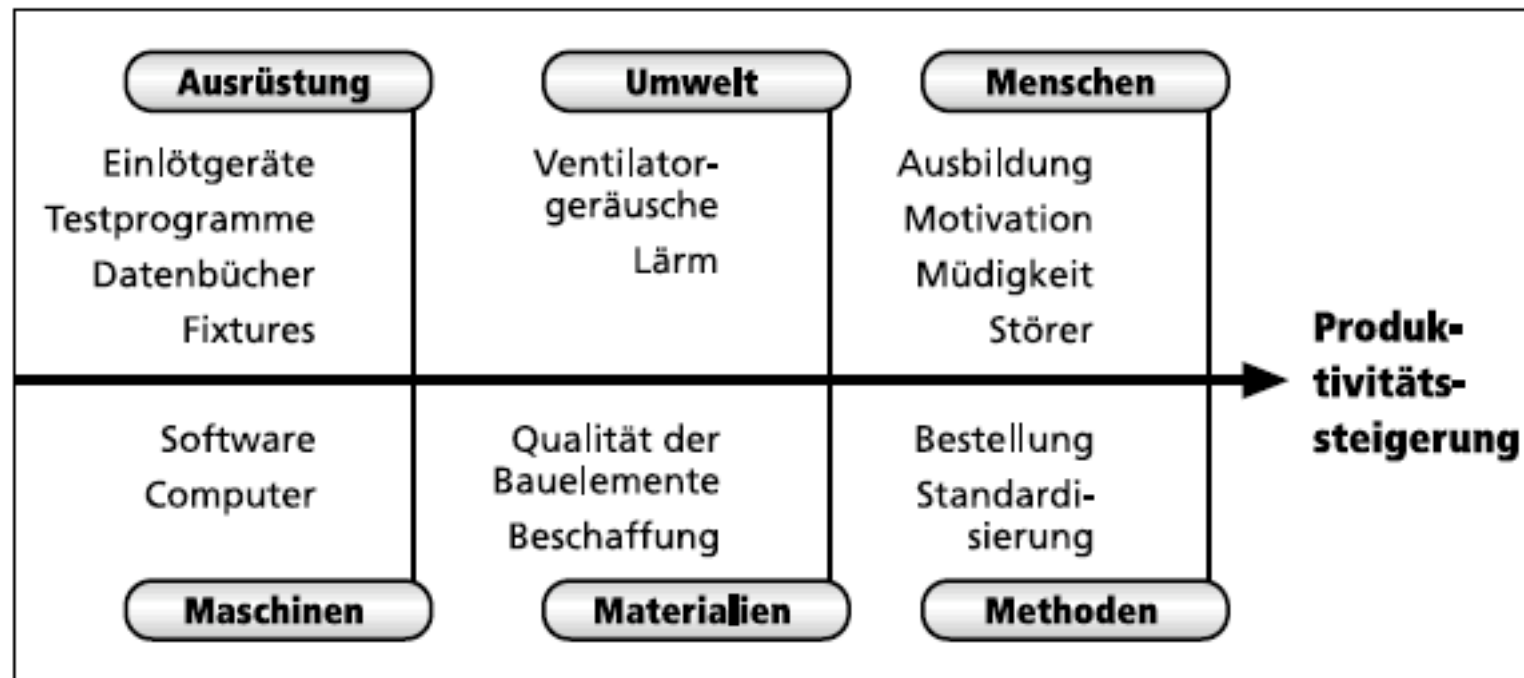 Ausrüstung
Einlötgeräte
Testprogramme
Datenbücher
Fixtures
Umwelt
Ventilator-
geräusche
Lärm
Menschen
Ausbildung
Motivation
Müdigkeit
Störer
Produk-
tivitäts-
steigerung
Software
Computer
Maschinen
Qualität der
Bauelemente
Beschaffung
Materialien
Bestellung
Standardi-
sierung
Methoden